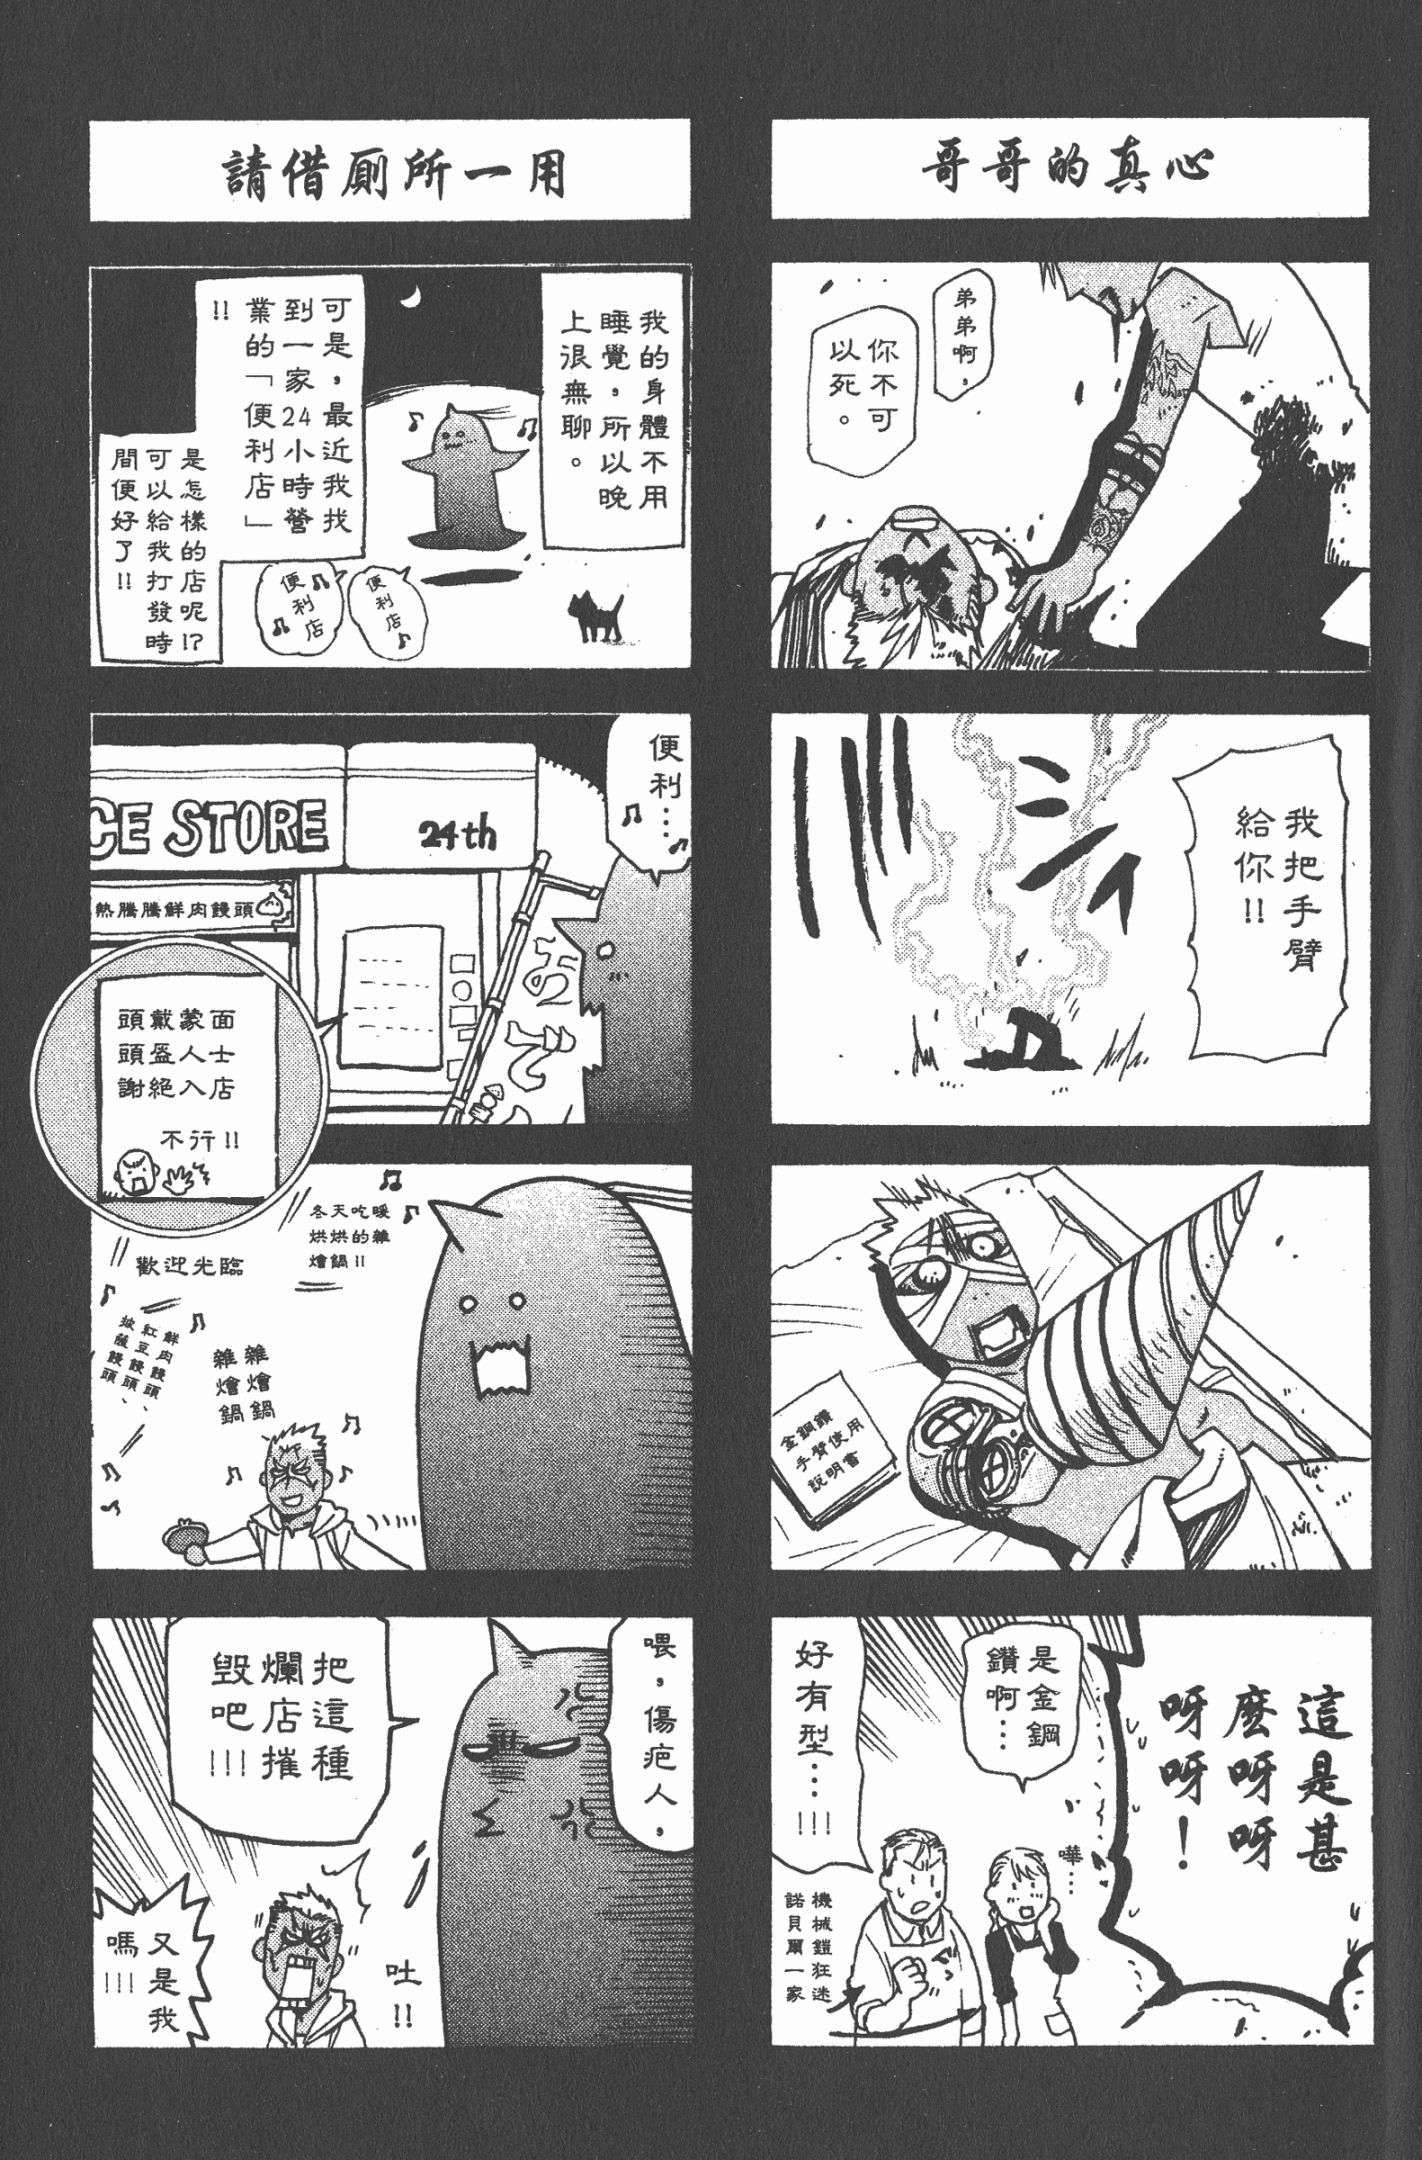 哥哥的真心
弟弟啊，
你不可
以死。
我把手臂
給你!!
金鋼鑽
手臂使用
說明書
這是甚
麼呀呀
呀呀！
是金鋼
鑽啊…
嘩…
好有型…!!!
機械鎧狂迷
諾貝爾一家
請借廁所一用
我的身體不用
睡覺，所以晚
上很無聊。
可是，最近我找
到一家24小時營
業的「便利店」
!!
是怎樣的店呢!?
可以給我打發時
間便好了!!
便利店
便利店
便利…
CE STORE
24th
熱騰騰鮮肉饅頭
おでん
頭戴蒙面
頭盔人士
謝絕入店
不行!!
冬天吃暖
烘烘的雜
燴鍋!!
歡迎光臨
鮮肉饅頭、
紅豆饅頭、
披薩饅頭
雜燴鍋
雜燴鍋
喂，傷疤人，
把這種
爛店摧
毀吧!!!
吐!!
又是我
嗎!!!